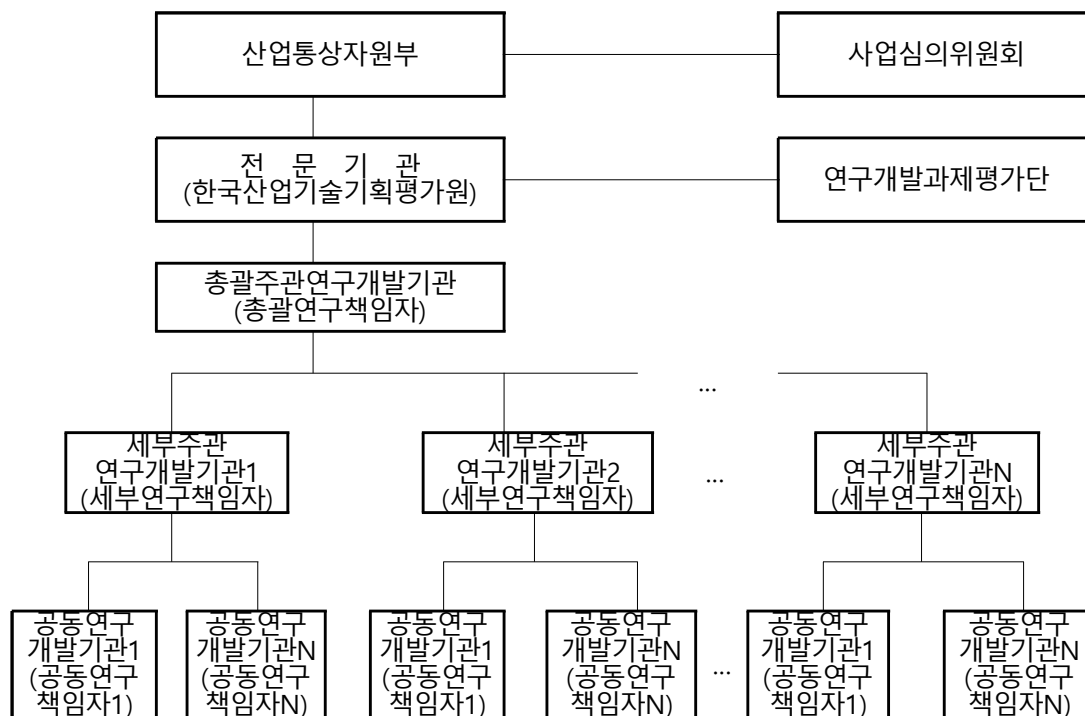 산업통상자원부
사업심의위원회
전 문 기 관
(한국산업기술기획평가원)
연구개발과제평가단
총괄주관연구개발기관
(총괄연구책임자)
...
세부주관
연구개발기관1
(세부연구책임자)
세부주관
연구개발기관2
(세부연구책임자)
...
세부주관
연구개발기관N
(세부연구책임자)
공동연구
개발기관1
(공동연구
책임자1)
공동연구
개발기관N
(공동연구
책임자N)
공동연구
개발기관1
(공동연구
책임자1)
공동연구
개발기관N
(공동연구
책임자N)
...
공동연구
개발기관1
(공동연구
책임자1)
공동연구
개발기관N
(공동연구
책임자N)